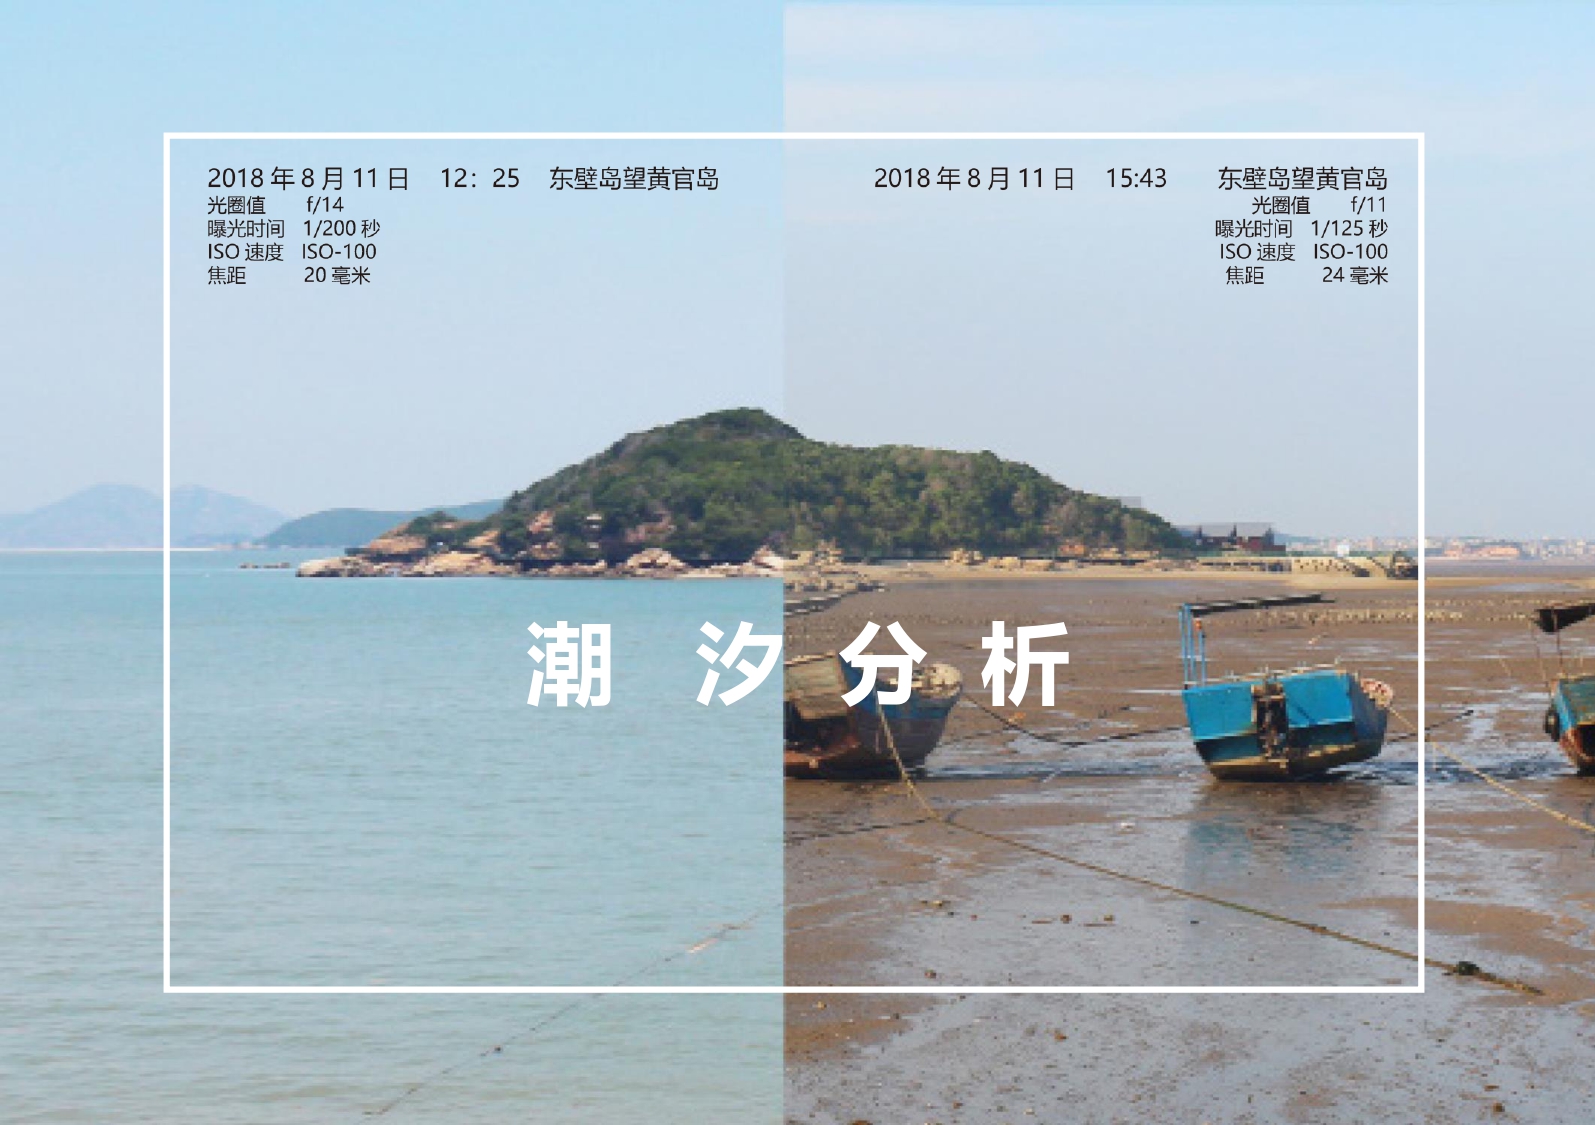 2018年8月11日 12：25 东壁岛望黄官岛
光圈值 f/14
曝光时间 1/200秒
ISO速度 ISO-100
焦距 20毫米
2018年8月11日 15:43 东壁岛望黄官岛
光圈值 f/11
曝光时间 1/125秒
ISO速度 ISO-100
焦距 24毫米
潮 汐 分 析